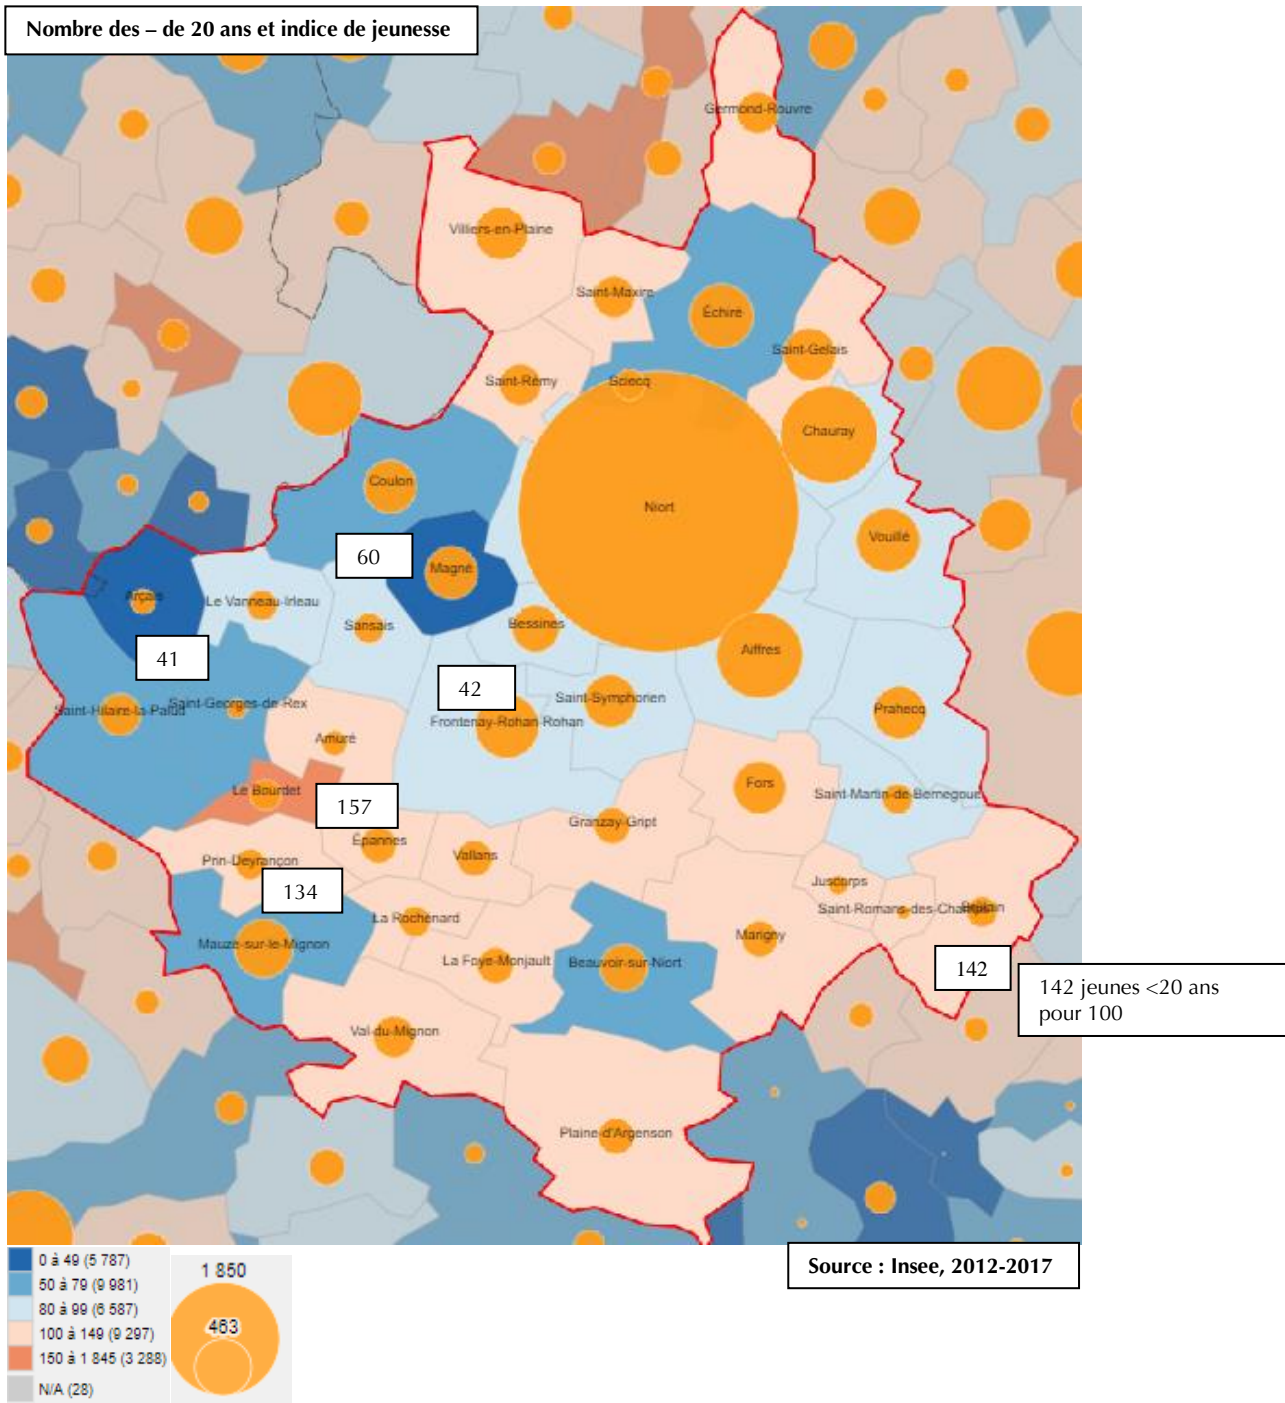 Nombre des – de 20 ans et indice de jeunesse
Germond-Rouvre
Villiers-en-Plaine
Saint-Maxire
Échiré
Saint-Gelais
Saint-Rémy
Sciecq
Chauray
Coulon
Niort
Vouillé
60
Magné
Arçais
Le Vanneau-Irleau
Sansais
Bessines
Aiffres
41
42
Saint-Symphorien
Saint-Hilaire-la-Palud
Saint-Georges-de-Rex
Frontenay-Rohan-Rohan
Prahecq
Amuré
Le Bourdet
157
Fors
Saint-Martin-de-Bernegoue
Granzay-Gript
Épannes
Vallans
Prin-Deyrançon
134
Juscorps
Saint-Romans-des-Champs
Brûlain
La Rochénard
Mauzé-sur-le-Mignon
La Foye-Monjault
Beauvoir-sur-Niort
Marigny
142
142 jeunes <20 ans
pour 100
Val-du-Mignon
Plaine-d'Argenson
Source : Insee, 2012-2017
0 à 49 (5 787)
50 à 79 (9 981)
80 à 99 (6 587)
100 à 149 (9 297)
150 à 1 845 (3 288)
N/A (28)
1 850
463